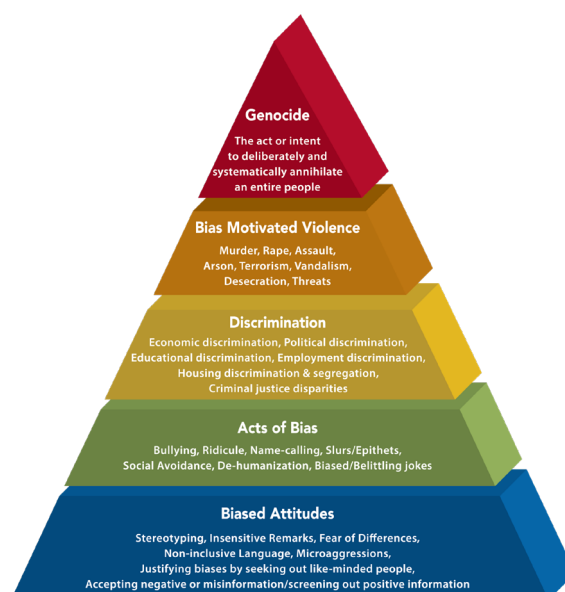 Genocide
The act or intent
to deliberately and
systematically annihilate
an entire people
Bias Motivated Violence
Murder, Rape, Assault,
Arson, Terrorism, Vandalism,
Desecration, Threats
Discrimination
Economic discrimination, Political discrimination,
Educational discrimination, Employment discrimination,
Housing discrimination & segregation,
Criminal justice disparities
Acts of Bias
Bullying, Ridicule, Name-calling, Slurs/Epithets,
Social Avoidance, De-humanization, Biased/Belittling jokes
Biased Attitudes
Stereotyping, Insensitive Remarks, Fear of Differences,
Non-inclusive Language, Microaggressions,
Justifying biases by seeking out like-minded people,
Accepting negative or misinformation/screening out positive information